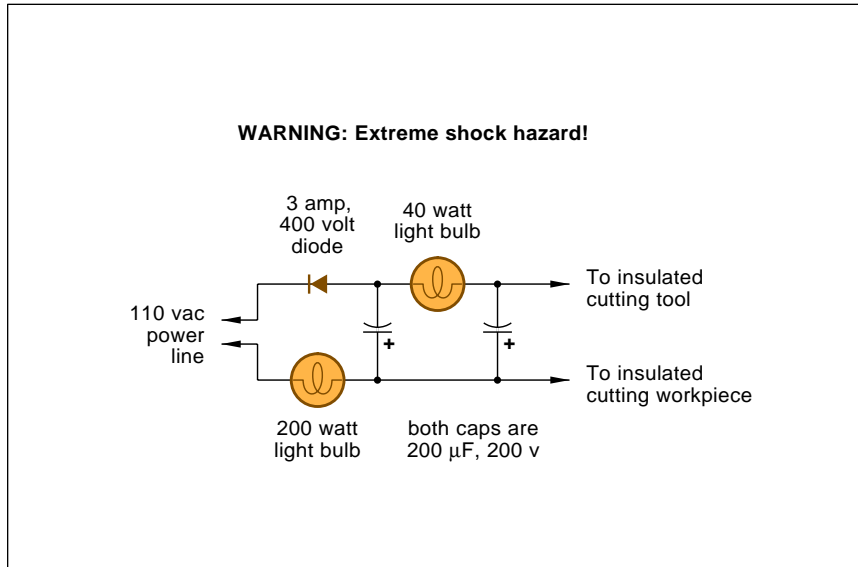 WARNING: Extreme shock hazard!
3 amp,
400 volt
diode
40 watt
light bulb
To insulated
cutting tool
110 vac
power
line
+
+
To insulated
cutting workpiece
200 watt
light bulb
both caps are
200 µF, 200 v